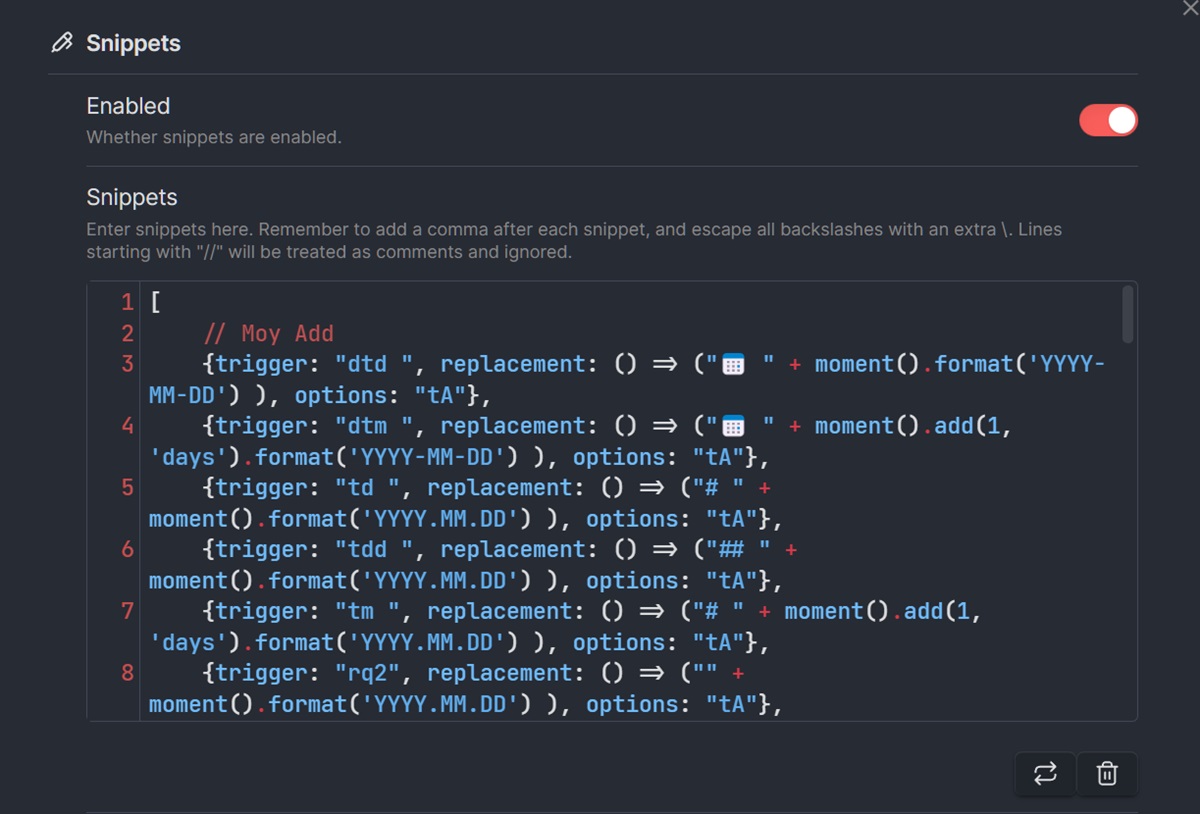 Snippets
Enabled
Whether snippets are enabled.
Snippets
Enter snippets here. Remember to add a comma after each snippet, and escape all backslashes with an extra \. Lines
starting with "//" will be treated as comments and ignored.
1 [
2 // Moy Add
3 {trigger: "dtd ", replacement: () => ("📅 " + moment().format('YYYY-
MM-DD') ), options: "tA"},
4 {trigger: "dtm ", replacement: () => ("📅 " + moment().add(1,
'days').format('YYYY-MM-DD') ), options: "tA"},
5 {trigger: "td ", replacement: () => ("# " +
moment().format('YYYY.MM.DD') ), options: "tA"},
6 {trigger: "tdd ", replacement: () => ("## " +
moment().format('YYYY.MM.DD') ), options: "tA"},
7 {trigger: "tm ", replacement: () => ("# " + moment().add(1,
'days').format('YYYY.MM.DD') ), options: "tA"},
8 {trigger: "rq2", replacement: () => ("" +
moment().format('YYYY.MM.DD') ), options: "tA"},